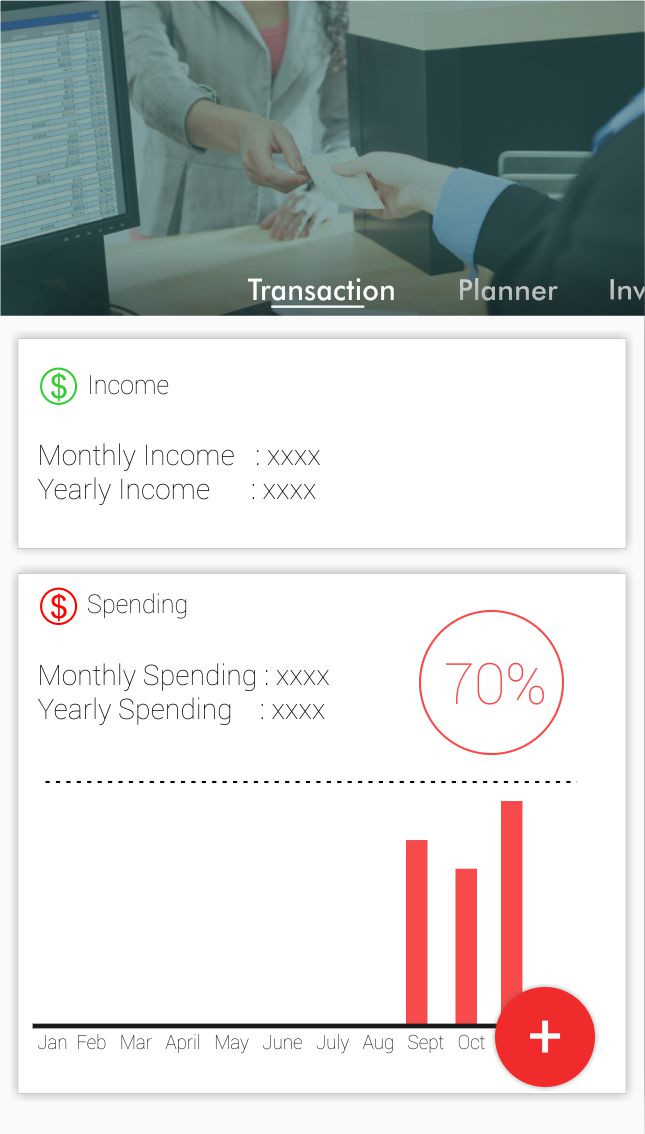 Transaction Planner Inv
Income
Monthly Income : xxxx
Yearly Income : xxxx
Spending
Monthly Spending : xxxx
Yearly Spending : xxxx
70%
Jan Feb Mar April May June July Aug Sept Oct
+